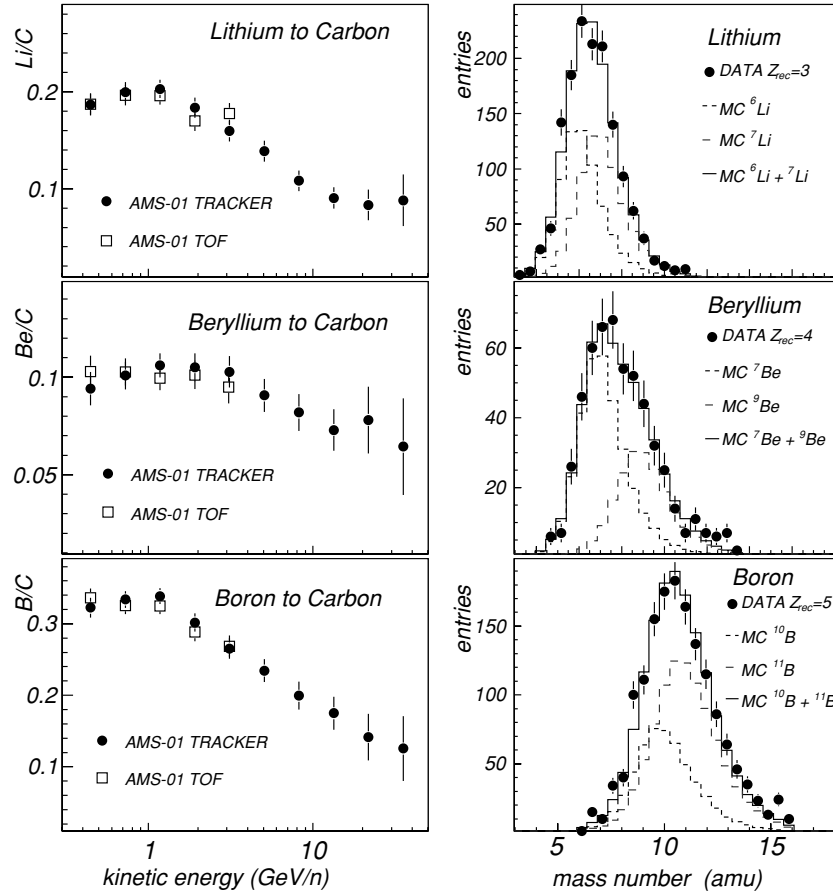 Lithium to Carbon
Li/C
0.2
0.1
AMS-01 TRACKER
AMS-01 TOF
Lithium
entries
200
150
100
50
DATA Z_rec=3
MC ⁶Li
MC ⁷Li
MC ⁶Li + ⁷Li
Beryllium to Carbon
Be/C
0.1
0.05
AMS-01 TRACKER
AMS-01 TOF
Beryllium
entries
60
40
20
DATA Z_rec=4
MC ⁷Be
MC ⁹Be
MC ⁷Be + ⁹Be
Boron to Carbon
B/C
0.3
0.2
0.1
AMS-01 TRACKER
AMS-01 TOF
1 10
kinetic energy (GeV/n)
Boron
entries
150
100
50
DATA Z_rec=5
MC ¹⁰B
MC ¹¹B
MC ¹⁰B + ¹¹B
5 10 15
mass number (amu)